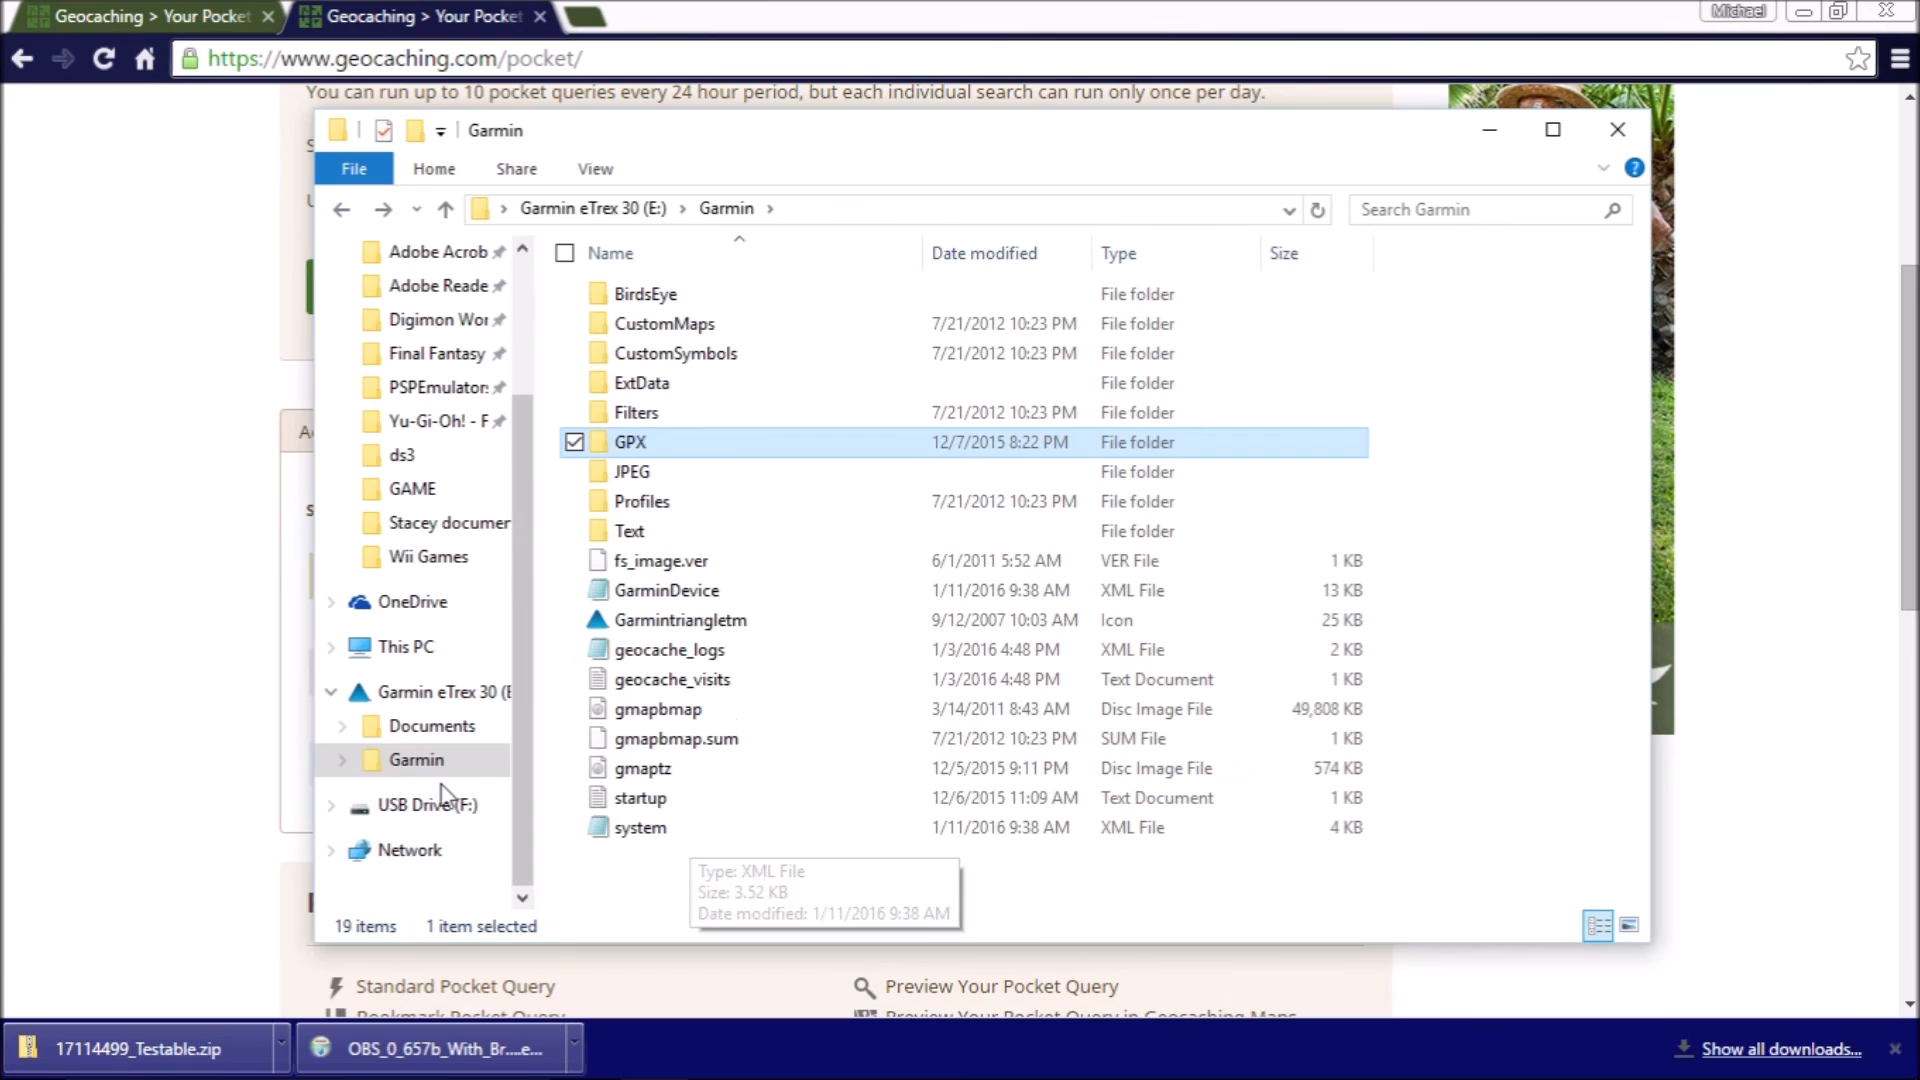 Geocaching > Your Pocket
Geocaching > Your Pocket
Michael
https://www.geocaching.com/pocket/
You can run up to 10 pocket queries every 24 hour period, but each individual search can run only once per day.
Garmin
File Home Share View
Garmin eTrex 30 (E:) > Garmin >
Search Garmin
Name Date modified Type Size
Adobe Acrob
Adobe Reade
Digimon Wor
Final Fantasy
PSPEmulator
Yu-Gi-Oh! - F
ds3
GAME
Stacey documen
Wii Games
OneDrive
This PC
Garmin eTrex 30 (E
Documents
Garmin
USB Drive (F:)
Network
BirdsEye File folder
CustomMaps 7/21/2012 10:23 PM File folder
CustomSymbols 7/21/2012 10:23 PM File folder
ExtData File folder
Filters 7/21/2012 10:23 PM File folder
GPX 12/7/2015 8:22 PM File folder
JPEG File folder
Profiles 7/21/2012 10:23 PM File folder
Text File folder
fs_image.ver 6/1/2011 5:52 AM VER File 1 KB
GarminDevice 1/11/2016 9:38 AM XML File 13 KB
Garmintriangletm 9/12/2007 10:03 AM Icon 25 KB
geocache_logs 1/3/2016 4:48 PM XML File 2 KB
geocache_visits 1/3/2016 4:48 PM Text Document 1 KB
gmapbmap 3/14/2011 8:43 AM Disc Image File 49,808 KB
gmapbmap.sum 7/21/2012 10:23 PM SUM File 1 KB
gmaptz 12/5/2015 9:11 PM Disc Image File 574 KB
startup 12/6/2015 11:09 AM Text Document 1 KB
system 1/11/2016 9:38 AM XML File 4 KB
Type: XML File
Size: 3.52 KB
Date modified: 1/11/2016 9:38 AM
19 items 1 item selected
Standard Pocket Query
Preview Your Pocket Query
Bookmark Pocket Query
Preview Your Pocket Query in Geocaching Maps
17114499_Testable.zip
OBS_0_657b_With_Br....e...
Show all downloads...